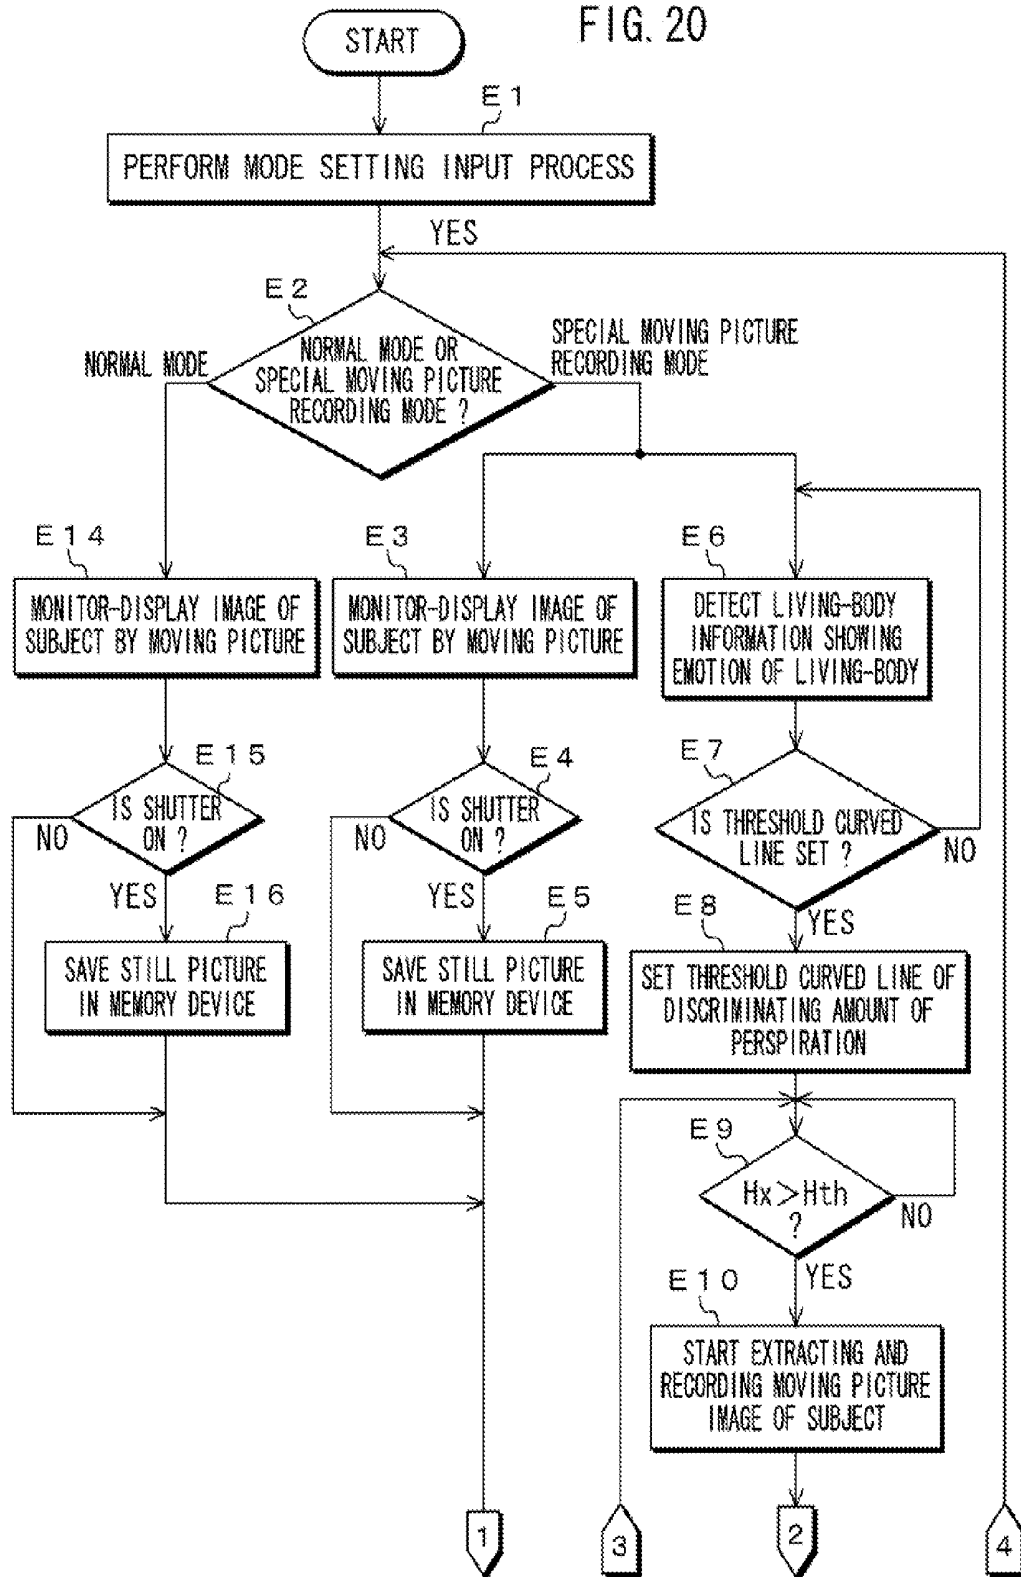 FIG. 20
START
E1
PERFORM MODE SETTING INPUT PROCESS
YES
E2
NORMAL MODE
NORMAL MODE OR
SPECIAL MOVING PICTURE
RECORDING MODE ?
SPECIAL MOVING PICTURE
RECORDING MODE
E14
MONITOR-DISPLAY IMAGE OF
SUBJECT BY MOVING PICTURE
E3
MONITOR-DISPLAY IMAGE OF
SUBJECT BY MOVING PICTURE
E6
DETECT LIVING-BODY
INFORMATION SHOWING
EMOTION OF LIVING-BODY
E15
IS SHUTTER
ON ?
NO
YES
E4
IS SHUTTER
ON ?
NO
YES
E7
IS THRESHOLD CURVED
LINE SET ?
NO
YES
E16
SAVE STILL PICTURE
IN MEMORY DEVICE
E5
SAVE STILL PICTURE
IN MEMORY DEVICE
E8
SET THRESHOLD CURVED LINE OF
DISCRIMINATING AMOUNT OF
PERSPIRATION
E9
Hx>Hth
?
NO
YES
E10
START EXTRACTING AND
RECORDING MOVING PICTURE
IMAGE OF SUBJECT
1
3
2
4